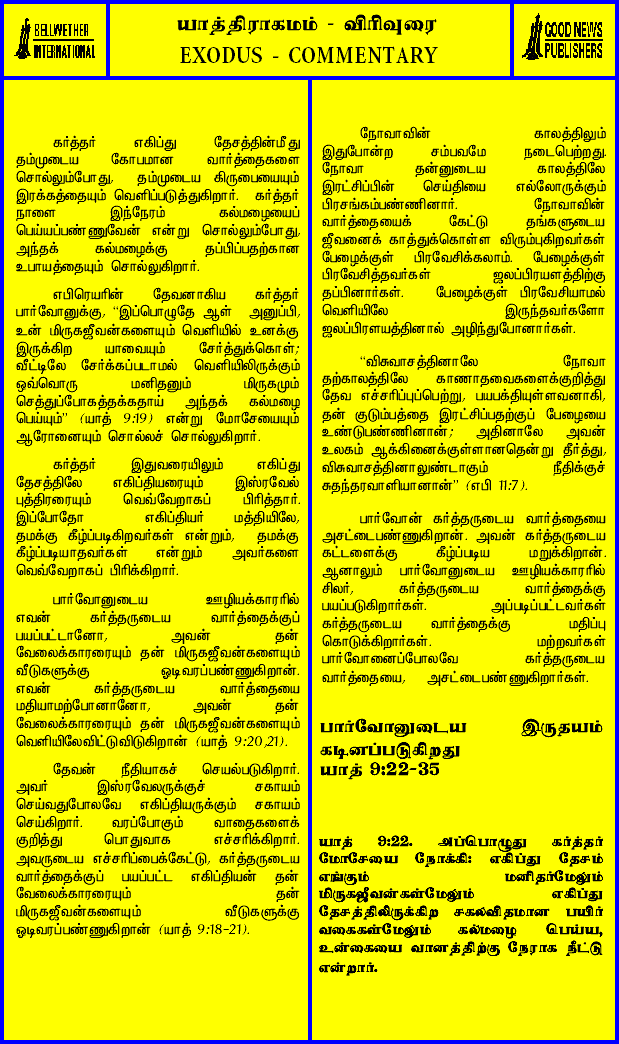 BELLWETHER
INTERNATIONAL
யாத்திராகமம் - விரிவுரை
EXODUS - COMMENTARY
GOOD NEWS
PUBLISHERS
கர்த்தர் எகிப்து தேசத்தின்மீது
தம்முடைய கோபமான வார்த்தைகளை
சொல்லும்போது, தம்முடைய கிருபையையும்
இரக்கத்தையும் வெளிப்படுத்துகிறார். கர்த்தர்
நாளை இந்நேரம் கல்மழையைப்
பெய்யப்பண்ணுவேன் என்று சொல்லும்போது,
அந்தக் கல்மழைக்கு தப்பிப்பதற்கான
உபாயத்தையும் சொல்லுகிறார்.
எபிரெயரின் தேவனாகிய கர்த்தர்
பார்வோனுக்கு, “இப்பொழுதே ஆள் அனுப்பி,
உன் மிருகஜீவன்களையும் வெளியில் உனக்கு
இருக்கிற யாவையும் சேர்த்துக்கொள்;
வீட்டிலே சேர்க்கப்படாமல் வெளியிலிருக்கும்
ஒவ்வொரு மனிதனும் மிருகமும்
செத்துப்போகத்தக்கதாய் அந்தக் கல்மழை
பெய்யும்” (யாத் 9:19) என்று மோசேயையும்
ஆரோனையும் சொல்லச் சொல்லுகிறார்.
கர்த்தர் இதுவரையிலும் எகிப்து
தேசத்திலே எகிப்தியரையும் இஸ்ரவேல்
புத்திரரையும் வெவ்வேறாகப் பிரித்தார்.
இப்போதோ எகிப்தியர் மத்தியிலே,
தமக்கு கீழ்ப்படிகிறவர்கள் என்றும், தமக்கு
கீழ்ப்படியாதவர்கள் என்றும் அவர்களை
வெவ்வேறாகப் பிரிக்கிறார்.
பார்வோனுடைய ஊழியக்காரரில்
எவன் கர்த்தருடைய வார்த்தைக்குப்
பயப்பட்டானோ, அவன் தன்
வேலைக்காரரையும் தன் மிருகஜீவன்களையும்
வீடுகளுக்கு ஓடிவரப்பண்ணுகிறான்.
எவன் கர்த்தருடைய வார்த்தையை
மதியாமற்போனானோ, அவன் தன்
வேலைக்காரரையும் தன் மிருகஜீவன்களையும்
வெளியிலேவிட்டுவிடுகிறான் (யாத் 9:20,21).
தேவன் நீதியாகச் செயல்படுகிறார்.
அவர் இஸ்ரவேலருக்குச் சகாயம்
செய்வதுபோலவே எகிப்தியருக்கும் சகாயம்
செய்கிறார். வரப்போகும் வாதைகளைக்
குறித்து பொதுவாக எச்சரிக்கிறார்.
அவருடைய எச்சரிப்பைக்கேட்டு, கர்த்தருடைய
வார்த்தைக்குப் பயப்பட்ட எகிப்தியன் தன்
வேலைக்காரரையும் தன்
மிருகஜீவன்களையும் வீடுகளுக்கு
ஓடிவரப்பண்ணுகிறான் (யாத் 9:18-21).
நோவாவின் காலத்திலும்
இதுபோன்ற சம்பவமே நடைபெற்றது.
நோவா தன்னுடைய காலத்திலே
இரட்சிப்பின் செய்தியை எல்லோருக்கும்
பிரசங்கம்பண்ணினார். நோவாவின்
வார்த்தையைக் கேட்டு தங்களுடைய
ஜீவனைக் காத்துக்கொள்ள விரும்புகிறவர்கள்
பேழைக்குள் பிரவேசிக்கலாம். பேழைக்குள்
பிரவேசித்தவர்கள் ஜலப்பிரயளத்திற்கு
தப்பினார்கள். பேழைக்குள் பிரவேசியாமல்
வெளியிலே இருந்தவர்களோ
ஜலப்பிரளயத்தினால் அழிந்துபோனார்கள்.
“விசுவாசத்தினாலே நோவா
தற்காலத்திலே காணாதவைகளைக்குறித்து
தேவ எச்சரிப்புப்பெற்று, பயபக்தியுள்ளவனாகி,
தன் குடும்பத்தை இரட்சிப்பதற்குப் பேழையை
உண்டுபண்ணினான்; அதினாலே அவன்
உலகம் ஆக்கினைக்குள்ளானதென்று தீர்த்து,
விசுவாசத்தினாலுண்டாகும் நீதிக்குச்
சுதந்தரவாளியானான்” (எபி 11:7).
பார்வோன் கர்த்தருடைய வார்த்தையை
அசட்டைபண்ணுகிறான். அவன் கர்த்தருடைய
கட்டளைக்கு கீழ்ப்படிய மறுக்கிறான்.
ஆனாலும் பார்வோனுடைய ஊழியக்காரரில்
சிலர், கர்த்தருடைய வார்த்தைக்கு
பயப்படுகிறார்கள். அப்படிப்பட்டவர்கள்
கர்த்தருடைய வார்த்தைக்கு மதிப்பு
கொடுக்கிறார்கள். மற்றவர்கள்
பார்வோனைப்போலவே கர்த்தருடைய
வார்த்தையை, அசட்டைபண்ணுகிறார்கள்.
பார்வோனுடைய இருதயம்
கடினப்படுகிறது
யாத் 9:22-35
யாத் 9:22. அப்பொழுது கர்த்தர்
மோசேயை நோக்கி: எகிப்து தேசம்
எங்கும் மனிதர்மேலும்
மிருகஜீவன்கள்மேலும் எகிப்து
தேசத்திலிருக்கிற சகலவிதமான பயிர்
வகைகள்மேலும் கல்மழை பெய்ய,
உன்கையை வானத்திற்கு நேராக நீட்டு
என்றார்.